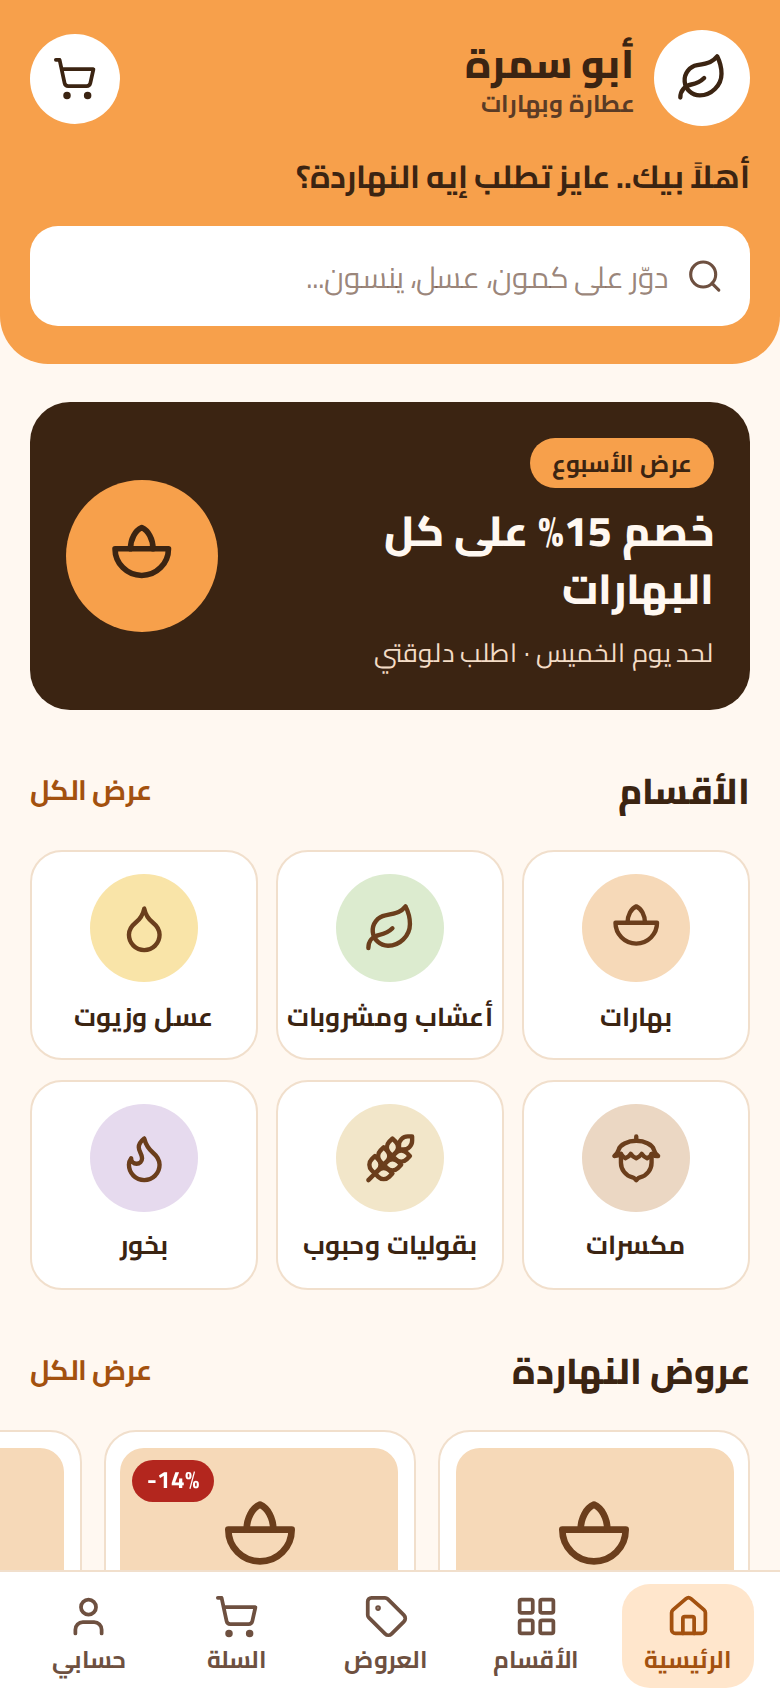 أبو سمرة
عطارة وبهارات
أهلاً بيك.. عايز تطلب إيه النهاردة؟
دوّر على كمون، عسل، ينسون...
عرض الأسبوع
خصم 15% على كل
البهارات
لحد يوم الخميس · اطلب دلوقتي
الأقسام
عرض الكل
بهارات
أعشاب ومشروبات
عسل وزيوت
مكسرات
بقوليات وحبوب
بخور
عروض النهاردة
عرض الكل
-14%
الرئيسية
الأقسام
العروض
السلة
حسابي